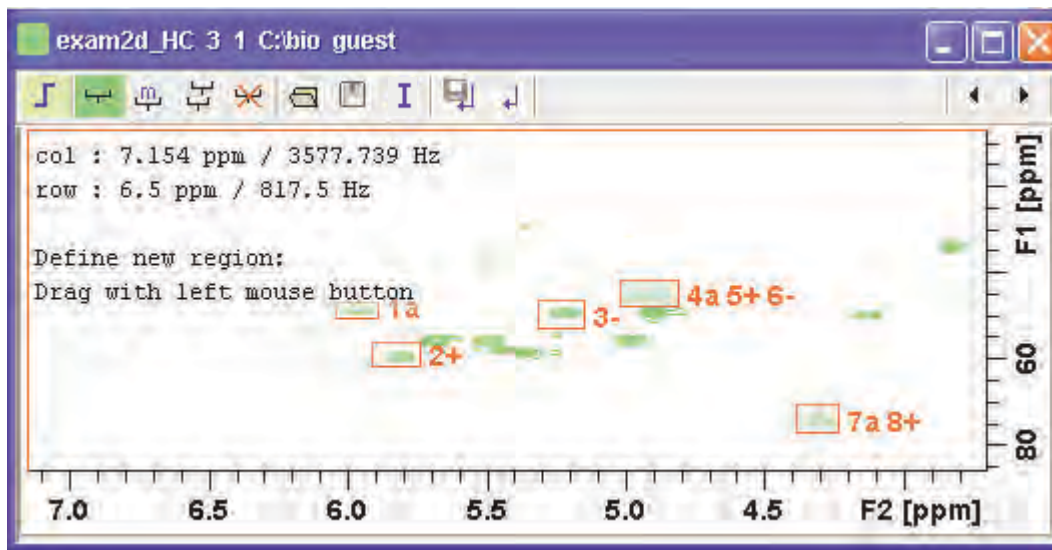 exam2d_HC 3 1 C:\bio guest
col : 7.154 ppm / 3577.739 Hz
row : 6.5 ppm / 817.5 Hz
Define new region:
Drag with left mouse button
1a
2+
3-
4a 5+ 6-
7a 8+
F1 [ppm]
60
80
7.0 6.5 6.0 5.5 5.0 4.5 F2 [ppm]